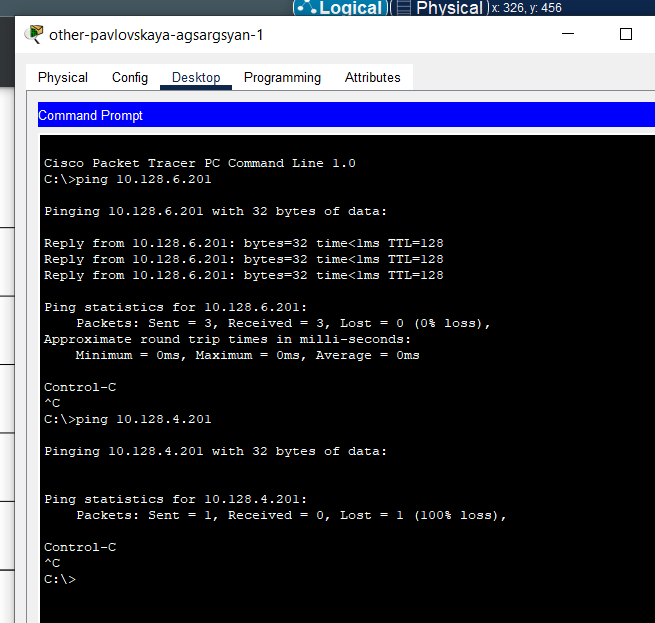 Logical Physical x: 326, y: 456
other-pavlovskaya-agsargsyan-1
Physical Config Desktop Programming Attributes
Command Prompt
Cisco Packet Tracer PC Command Line 1.0
C:\>ping 10.128.6.201
Pinging 10.128.6.201 with 32 bytes of data:
Reply from 10.128.6.201: bytes=32 time<1ms TTL=128
Reply from 10.128.6.201: bytes=32 time<1ms TTL=128
Reply from 10.128.6.201: bytes=32 time<1ms TTL=128
Ping statistics for 10.128.6.201:
Packets: Sent = 3, Received = 3, Lost = 0 (0% loss),
Approximate round trip times in milli-seconds:
Minimum = 0ms, Maximum = 0ms, Average = 0ms
Control-C
^C
C:\>ping 10.128.4.201
Pinging 10.128.4.201 with 32 bytes of data:
Ping statistics for 10.128.4.201:
Packets: Sent = 1, Received = 0, Lost = 1 (100% loss),
Control-C
^C
C:\>